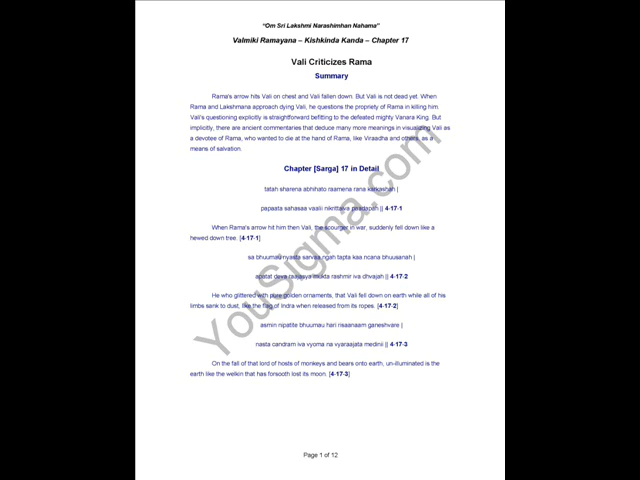 “Om Sri Lakshmi Narashimhan Nahama”
Valmiki Ramayana – Kishkinda Kanda – Chapter 17
Vali Criticizes Rama
Summary
Rama's arrow hits Vali on chest and Vali fallen down. But Vali is not dead yet. When
Rama and Lakshmana approach dying Vali, he questions the propriety of Rama in killing him.
Vali's questioning explicitly is straightforward befitting to the defeated mighty Vanara King. But
implicitly, there are ancient commentaries that deduce many more meanings in visualizing Vali as
a devotee of Rama, who wanted to die at the hand of Rama, like Viraadha and others, as a
means of salvation.
Chapter [Sarga] 17 in Detail
tatah sharena abhihato raamena rana karkashah |
papaata sahasaa vaalii nikritta iva paadapah || 4-17-1
When Rama's arrow hit him then Vali, the scourger in war, suddenly fell down like a
hewed down tree. [4-17-1]
sa bhuumau nyasta sarvaa ngah tapta kaa ncana bhuusanah |
apatat deva raajasya mukta rashmir iva dhvajah || 4-17-2
He who glittered with pure golden ornaments, that Vali fell down on earth while all of his
limbs sank to dust, like the flag of Indra when released from its ropes. [4-17-2]
asmin nipatite bhuumau hari risaanaam ganeshvare |
nasta candram iva vyoma na vyaraajata medinii || 4-17-3
On the fall of that lord of hosts of monkeys and bears onto earth, un-illuminated is the
earth like the welkin that has forsooth lost its moon. [4-17-3]
YouSigma.com
Page 1 of 12